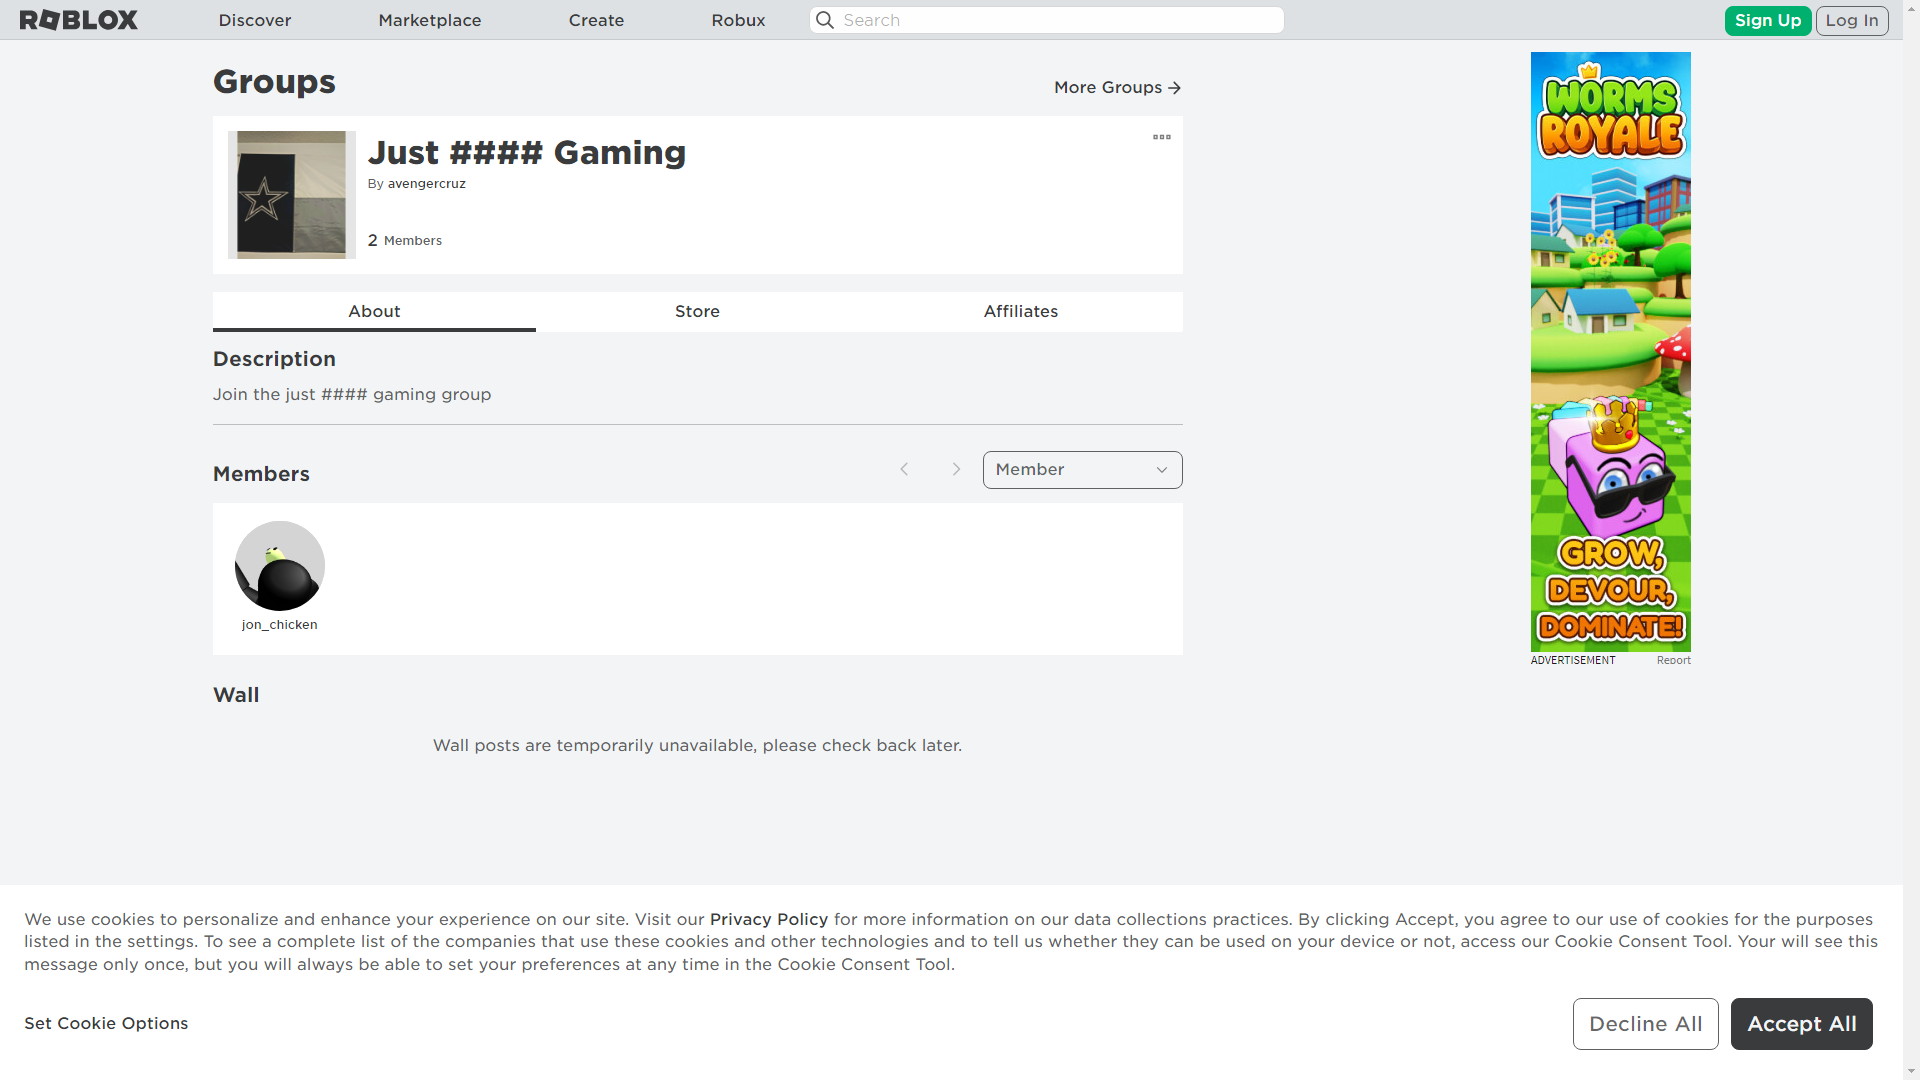 ROBLOX
Discover
Marketplace
Create
Robux
Search
Sign Up
Log In
Groups
More Groups
Just #### Gaming
By avengercruz
2 Members
About
Store
Affiliates
Description
Join the just #### gaming group
Members
Member
jon_chicken
Wall
Wall posts are temporarily unavailable, please check back later.
WORMS
ROYALE
GROW,
DEVOUR,
DOMINATE!
ADVERTISEMENT
Report
We use cookies to personalize and enhance your experience on our site. Visit our Privacy Policy for more information on our data collections practices. By clicking Accept, you agree to our use of cookies for the purposes
listed in the settings. To see a complete list of the companies that use these cookies and other technologies and to tell us whether they can be used on your device or not, access our Cookie Consent Tool. Your will see this
message only once, but you will always be able to set your preferences at any time in the Cookie Consent Tool.
Set Cookie Options
Decline All
Accept All